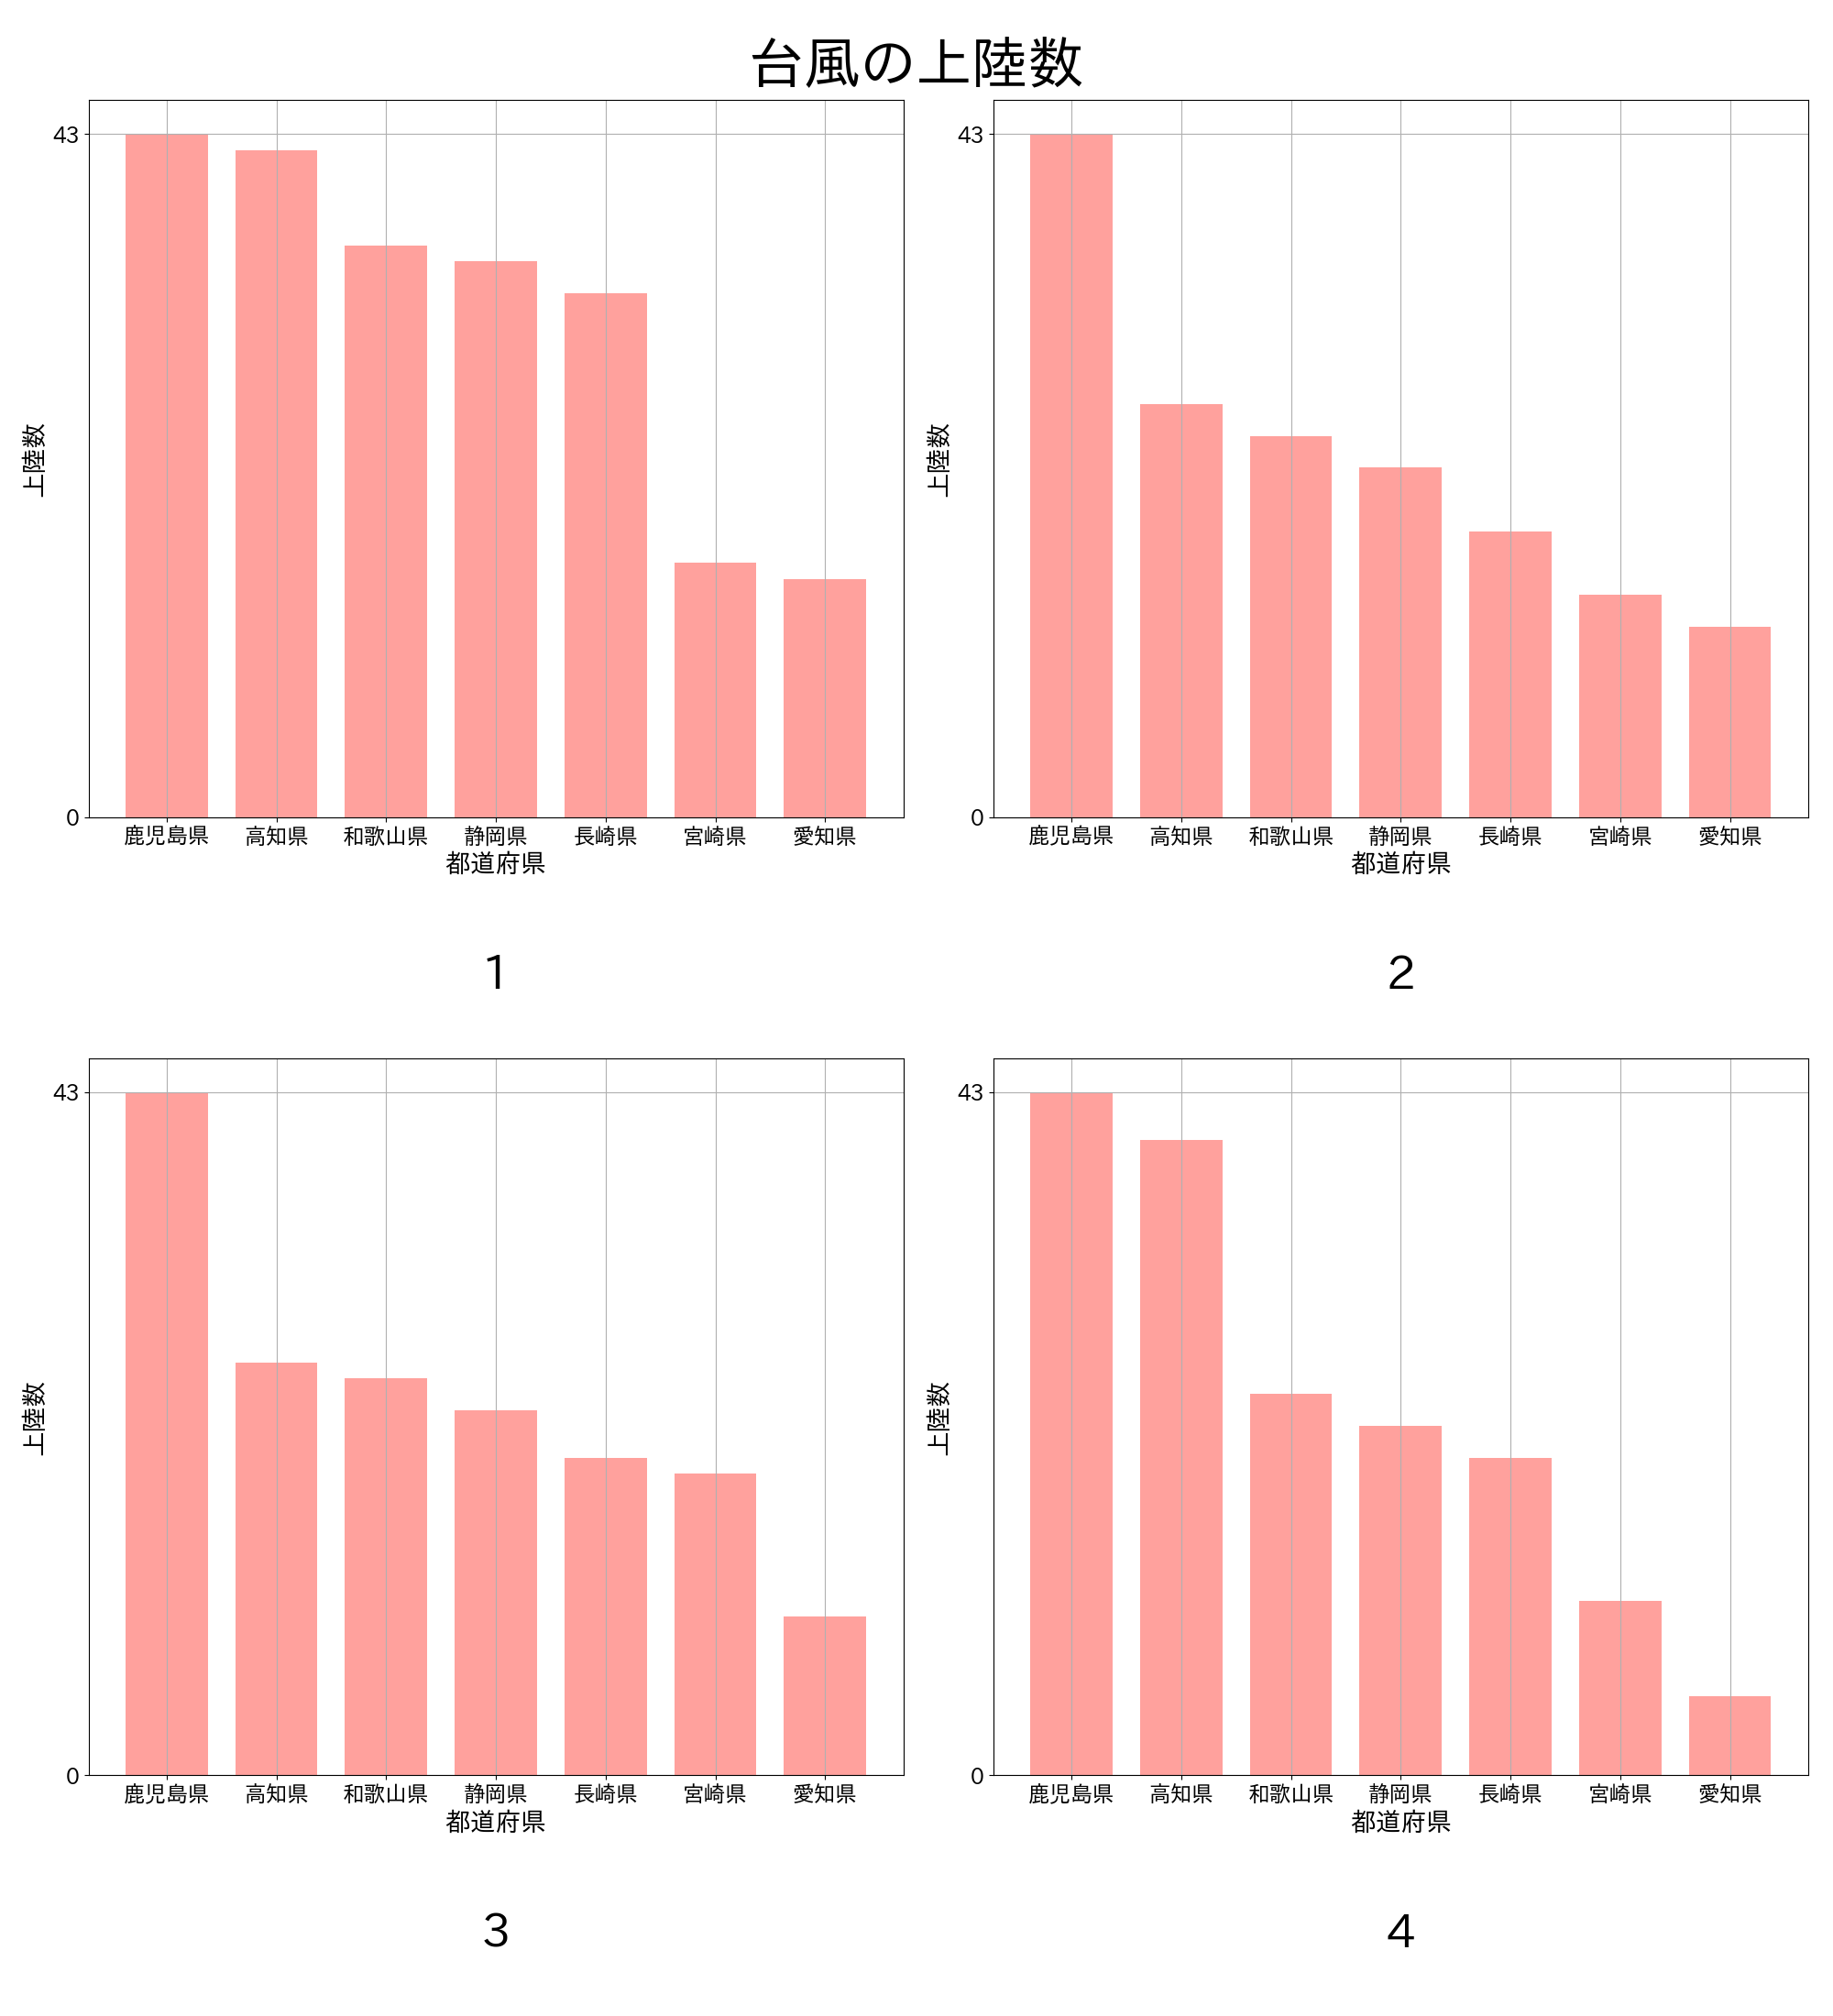 台風の上陸数
43
0
上陸数
鹿児島県 高知県 和歌山県 静岡県 長崎県 宮崎県 愛知県
都道府県
1
43
0
上陸数
鹿児島県 高知県 和歌山県 静岡県 長崎県 宮崎県 愛知県
都道府県
2
43
0
上陸数
鹿児島県 高知県 和歌山県 静岡県 長崎県 宮崎県 愛知県
都道府県
3
43
0
上陸数
鹿児島県 高知県 和歌山県 静岡県 長崎県 宮崎県 愛知県
都道府県
4